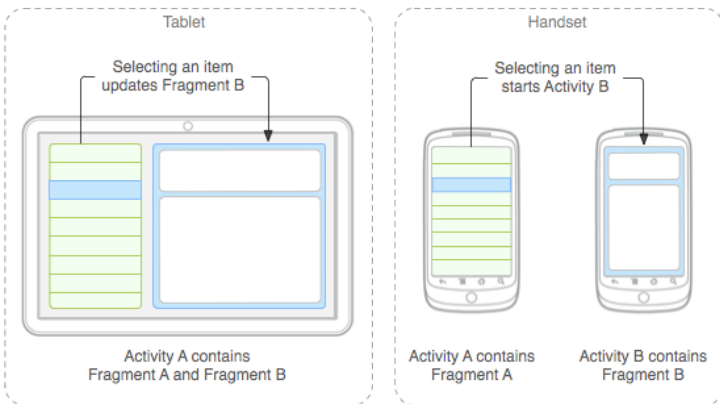 Tablet
Selecting an item
updates Fragment B
Activity A contains
Fragment A and Fragment B
Handset
Selecting an item
starts Activity B
Activity A contains
Fragment A
Activity B contains
Fragment B